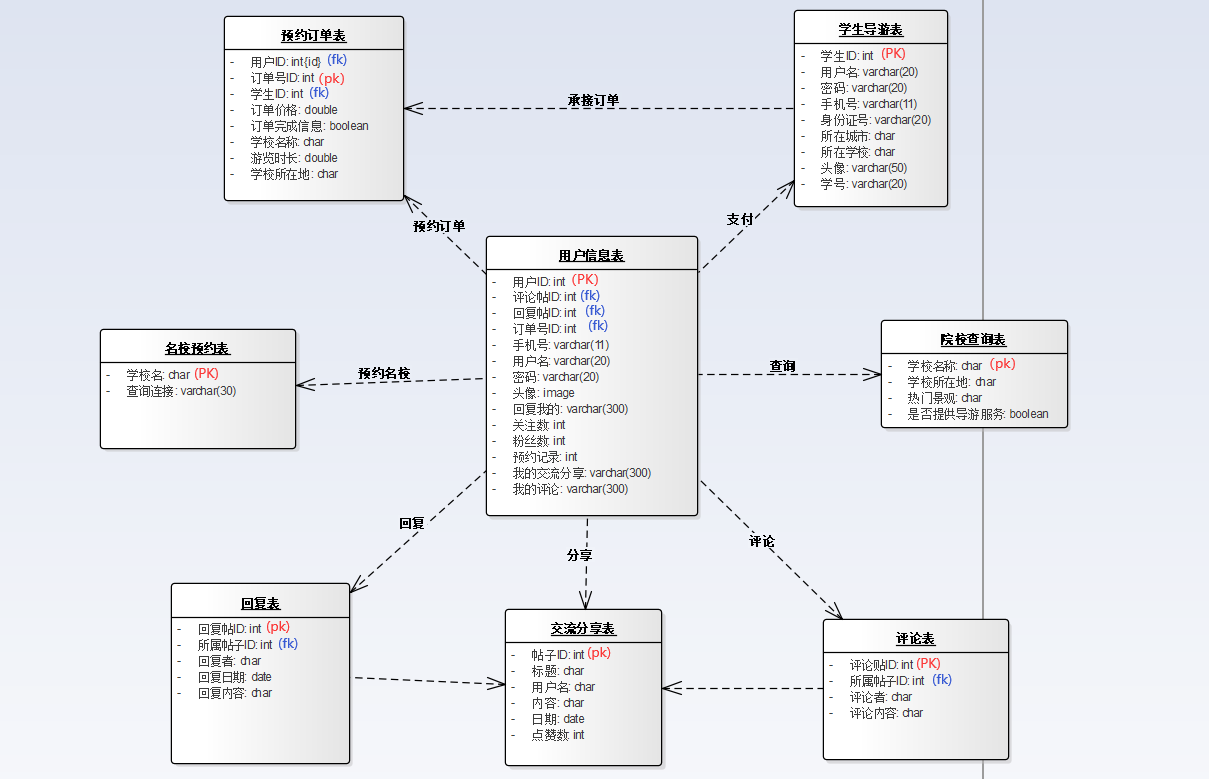 预约订单表
- 用户ID: int{id} (fk)
- 订单号ID: int (pk)
- 学生ID: int (fk)
- 订单价格: double
- 订单完成信息: boolean
- 学校名称: char
- 游览时长: double
- 学校所在地: char
学生导游表
- 学生ID: int (PK)
- 用户名: varchar(20)
- 密码: varchar(20)
- 手机号: varchar(11)
- 身份证号: varchar(20)
- 所在城市: char
- 所在学校: char
- 头像: varchar(50)
- 学号: varchar(20)
承接订单
预约订单
支付
用户信息表
- 用户ID: int (PK)
- 评论帖ID: int (fk)
- 回复帖ID: int (fk)
- 订单号ID: int (fk)
- 手机号: varchar(11)
- 用户名: varchar(20)
- 密码: varchar(20)
- 头像: image
- 回复我的: varchar(300)
- 关注数: int
- 粉丝数: int
- 预约记录: int
- 我的交流分享: varchar(300)
- 我的评论: varchar(300)
名校预约表
- 学校名: char (PK)
- 查询连接: varchar(30)
预约名校
查询
院校查询表
- 学校名称: char (pk)
- 学校所在地: char
- 热门景观: char
- 是否提供导游服务: boolean
回复
分享
评论
回复表
- 回复帖ID: int (pk)
- 所属帖子ID: int (fk)
- 回复者: char
- 回复日期: date
- 回复内容: char
交流分享表
- 帖子ID: int (pk)
- 标题: char
- 用户名: char
- 内容: char
- 日期: date
- 点赞数: int
评论表
- 评论贴ID: int (PK)
- 所属帖子ID: int (fk)
- 评论者: char
- 评论内容: char